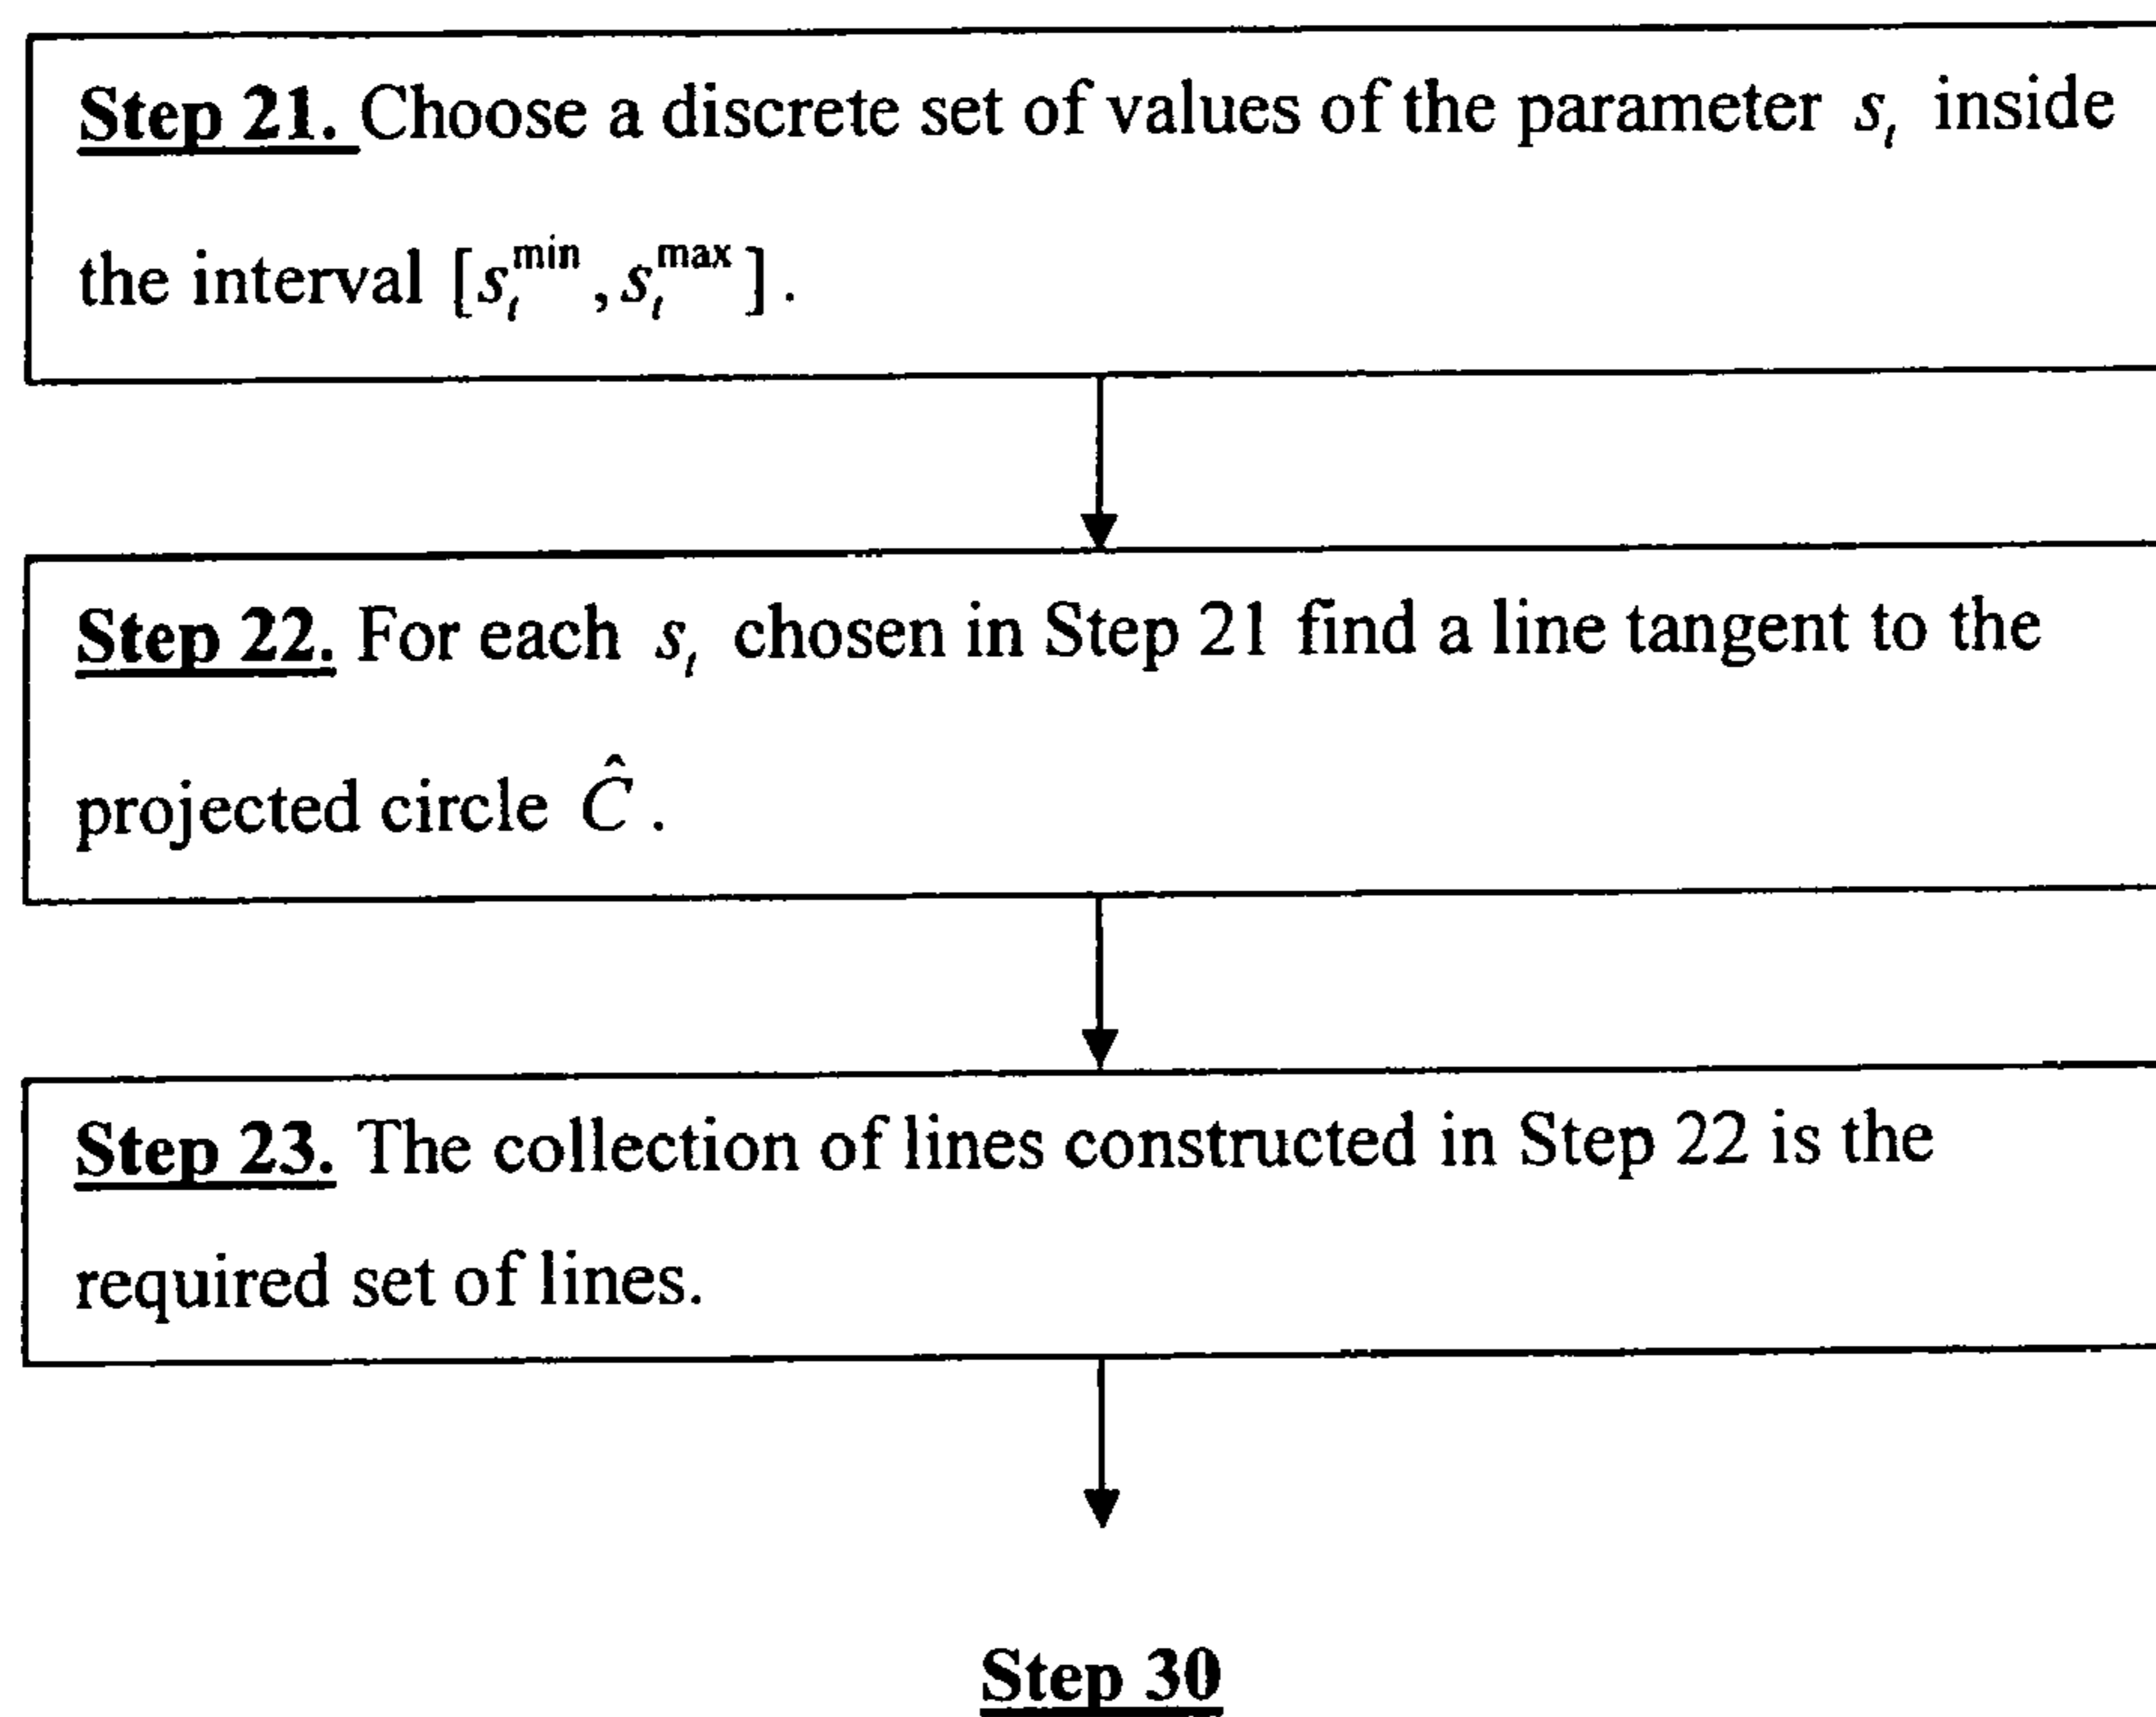 Step 21. Choose a discrete set of values of the parameter s_t inside
the interval [s_t^min , s_t^max ] .
Step 22. For each s_t chosen in Step 21 find a line tangent to the
projected circle Ĉ .
Step 23. The collection of lines constructed in Step 22 is the
required set of lines.
Step 30